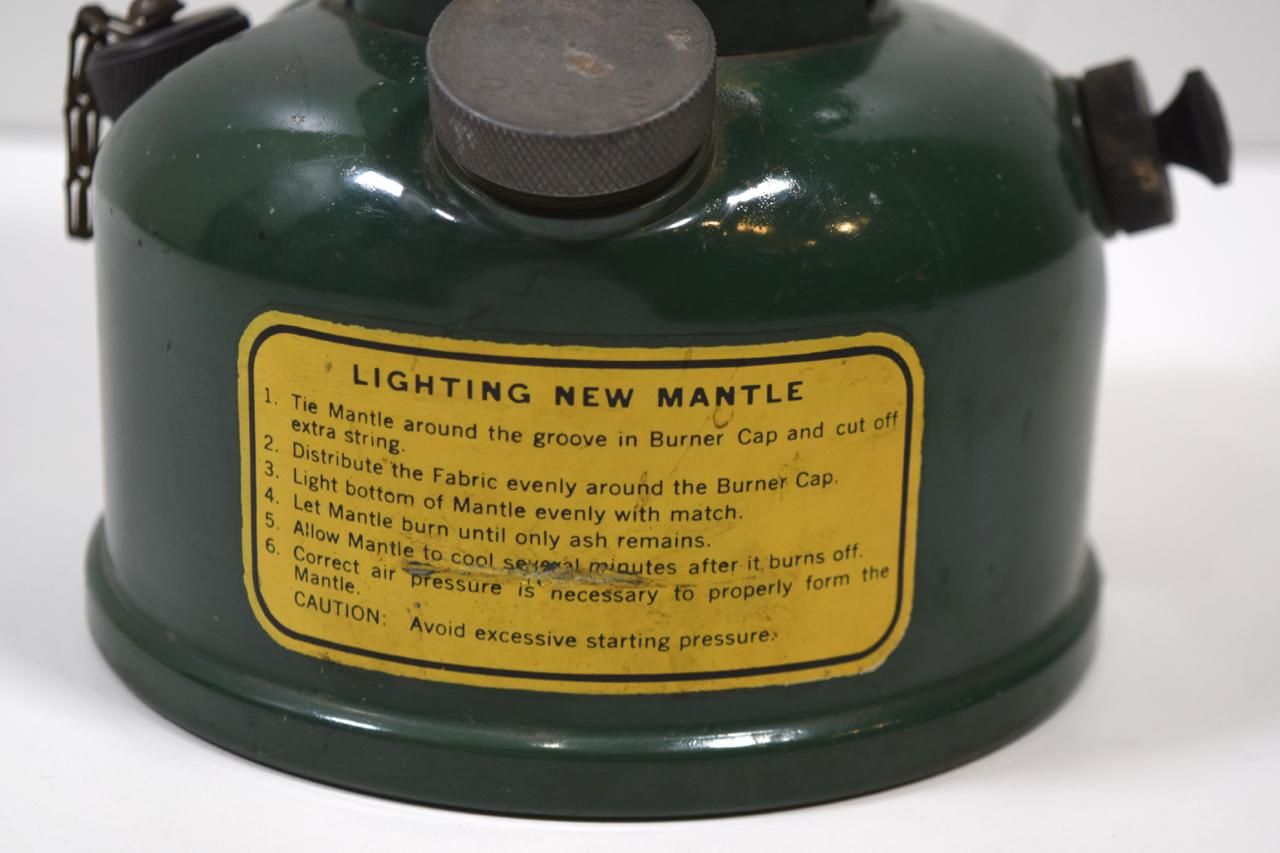 LIGHTING NEW MANTLE
1. Tie Mantle around the groove in Burner Cap and cut off
extra string.
2. Distribute the Fabric evenly around the Burner Cap.
3. Light bottom of Mantle evenly with match.
4. Let Mantle burn until only ash remains.
5. Allow Mantle to cool several minutes after it burns off.
6. Correct air pressure is necessary to properly form the
Mantle.
CAUTION: Avoid excessive starting pressure.